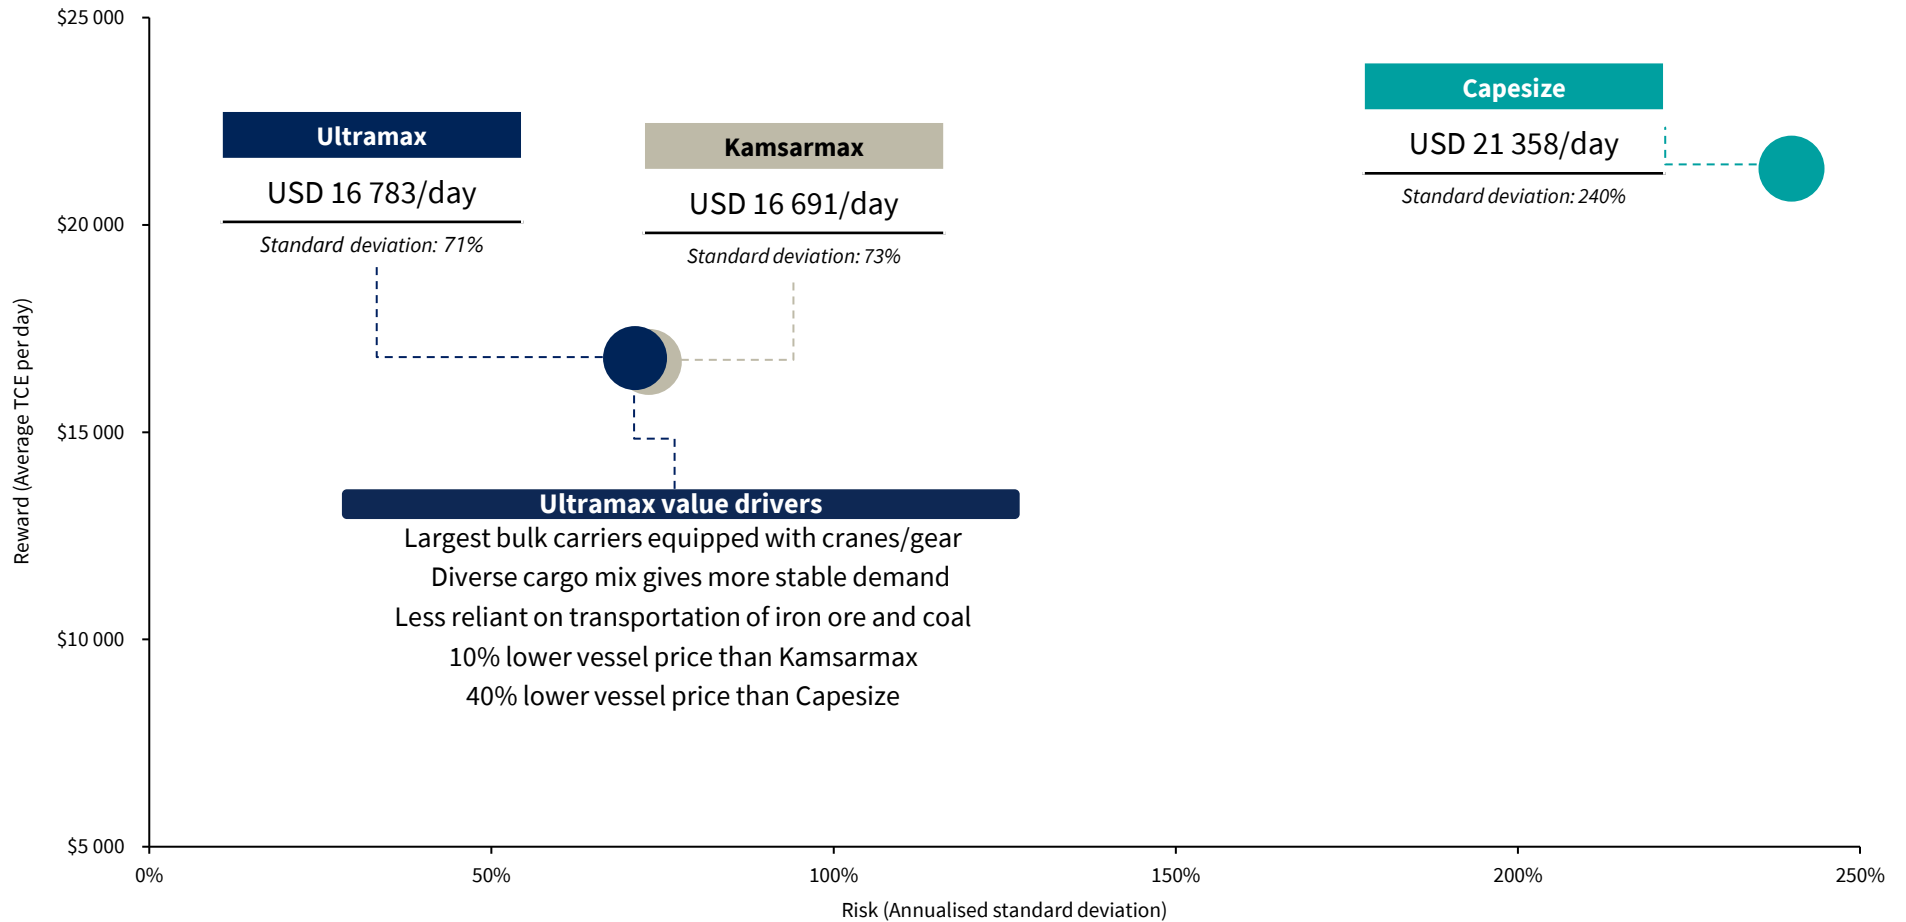 $25 000
$20 000
$15 000
$10 000
$5 000
Reward (Average TCE per day)
Ultramax
USD 16 783/day
Standard deviation: 71%
Kamsarmax
USD 16 691/day
Standard deviation: 73%
Capesize
USD 21 358/day
Standard deviation: 240%
Ultramax value drivers
Largest bulk carriers equipped with cranes/gear
Diverse cargo mix gives more stable demand
Less reliant on transportation of iron ore and coal
10% lower vessel price than Kamsarmax
40% lower vessel price than Capesize
0%
50%
100%
150%
200%
250%
Risk (Annualised standard deviation)